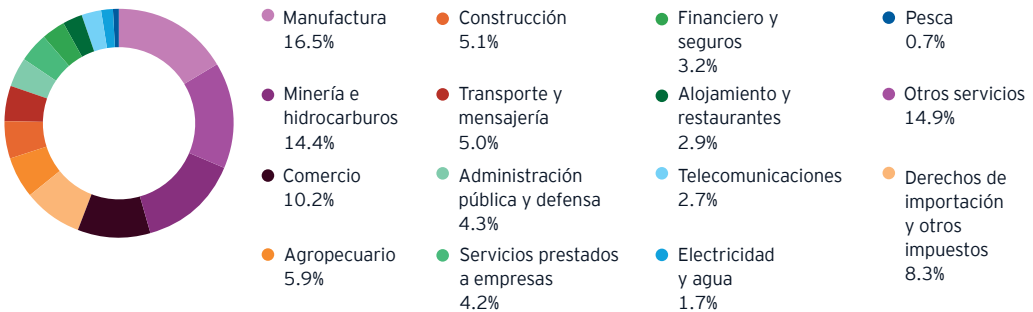 Manufactura
16.5%
Minería e
hidrocarburos
14.4%
Comercio
10.2%
Agropecuario
5.9%
Construcción
5.1%
Transporte y
mensajería
5.0%
Administración
pública y defensa
4.3%
Servicios prestados
a empresas
4.2%
Financiero y
seguros
3.2%
Alojamiento y
restaurantes
2.9%
Telecomunicaciones
2.7%
Electricidad
y agua
1.7%
Pesca
0.7%
Otros servicios
14.9%
Derechos de
importación
y otros
impuestos
8.3%